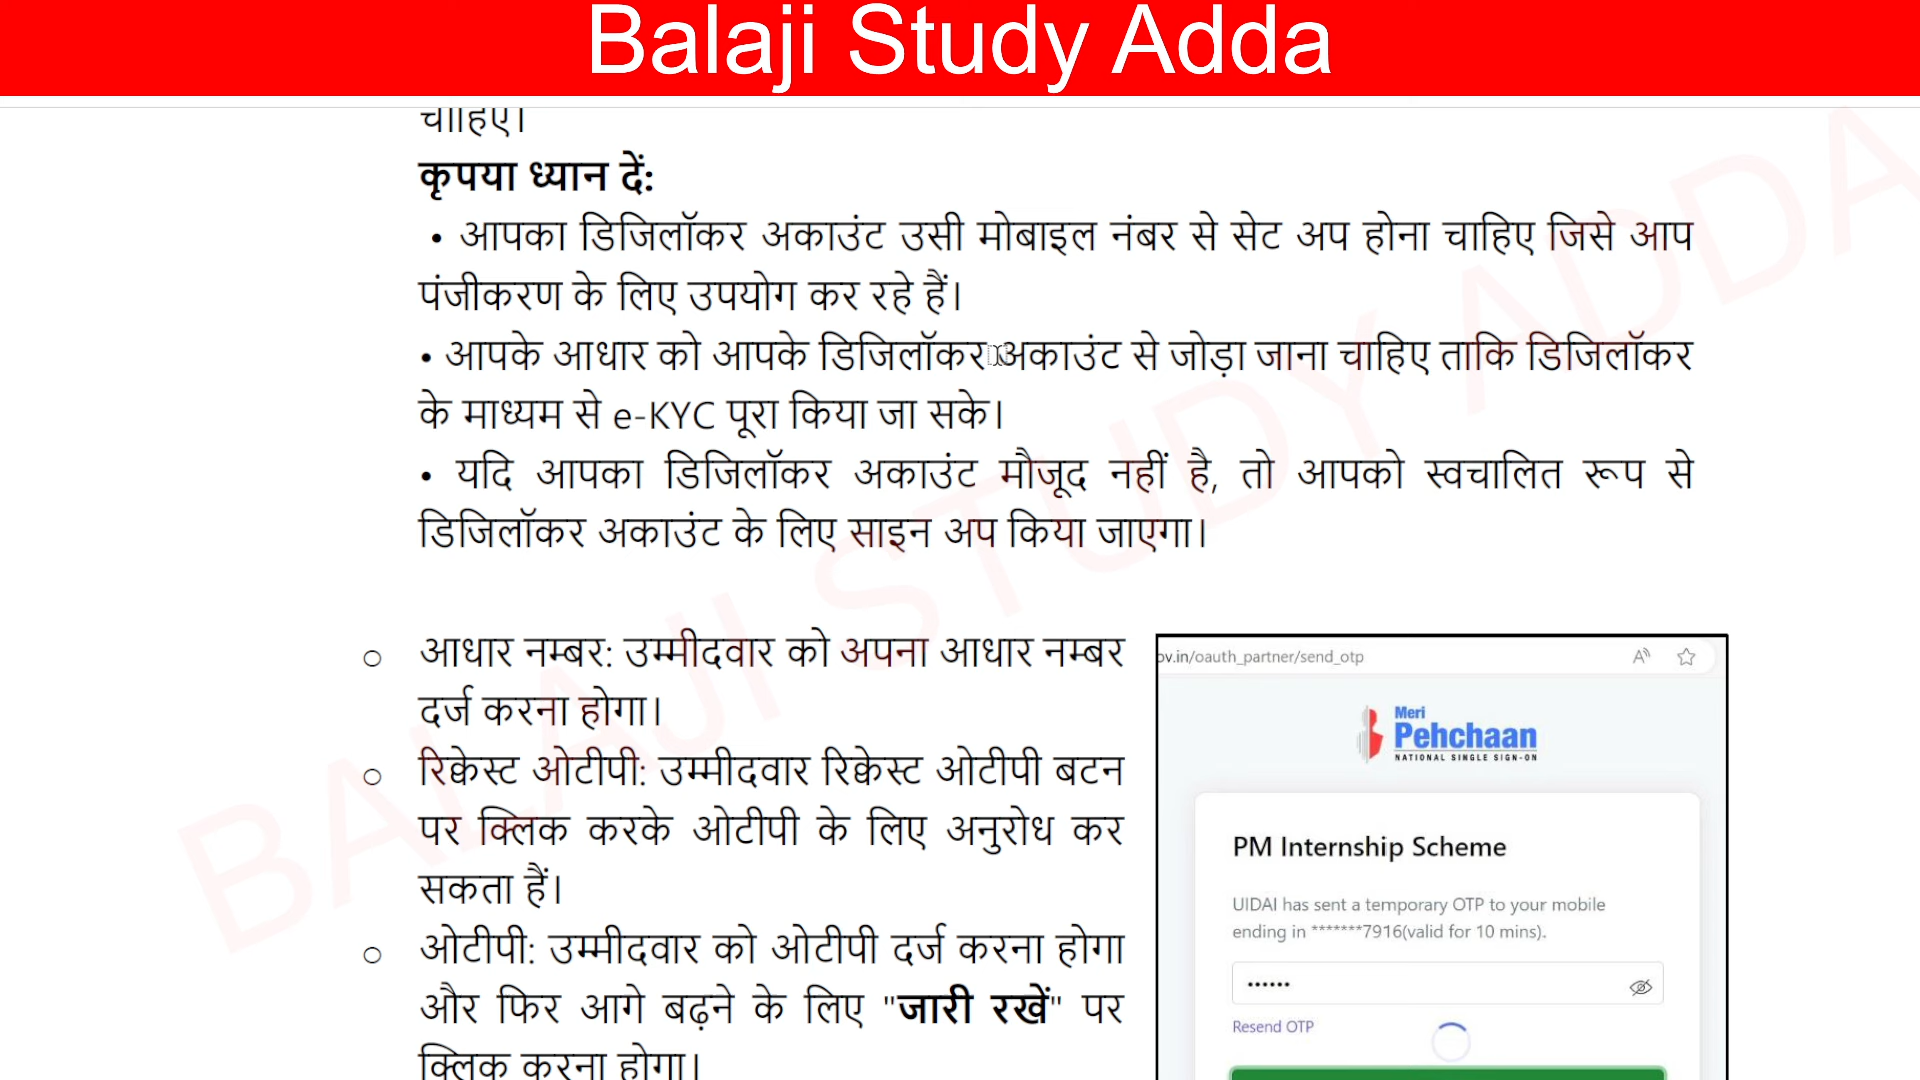 Balaji Study Adda
चाहिए।
कृपया ध्यान दें:
• आपका डिजिलॉकर अकाउंट उसी मोबाइल नंबर से सेट अप होना चाहिए जिसे आप
पंजीकरण के लिए उपयोग कर रहे हैं।
• आपके आधार को आपके डिजिलॉकर अकाउंट से जोड़ा जाना चाहिए ताकि डिजिलॉकर
के माध्यम से e-KYC पूरा किया जा सके।
• यदि आपका डिजिलॉकर अकाउंट मौजूद नहीं है, तो आपको स्वचालित रूप से
डिजिलॉकर अकाउंट के लिए साइन अप किया जाएगा।
○ आधार नम्बर: उम्मीदवार को अपना आधार नम्बर
दर्ज करना होगा।
○ रिक्वेस्ट ओटीपी: उम्मीदवार रिक्वेस्ट ओटीपी बटन
पर क्लिक करके ओटीपी के लिए अनुरोध कर
सकता हैं।
○ ओटीपी: उम्मीदवार को ओटीपी दर्ज करना होगा
और फिर आगे बढ़ने के लिए "जारी रखें" पर
क्लिक करना होगा।
ov.in/oauth_partner/send_otp
Meri
Pehchaan
NATIONAL SINGLE SIGN-ON
PM Internship Scheme
UIDAI has sent a temporary OTP to your mobile
ending in *******7916(valid for 10 mins).
••••••
Resend OTP
BALAJI STUDY ADDA